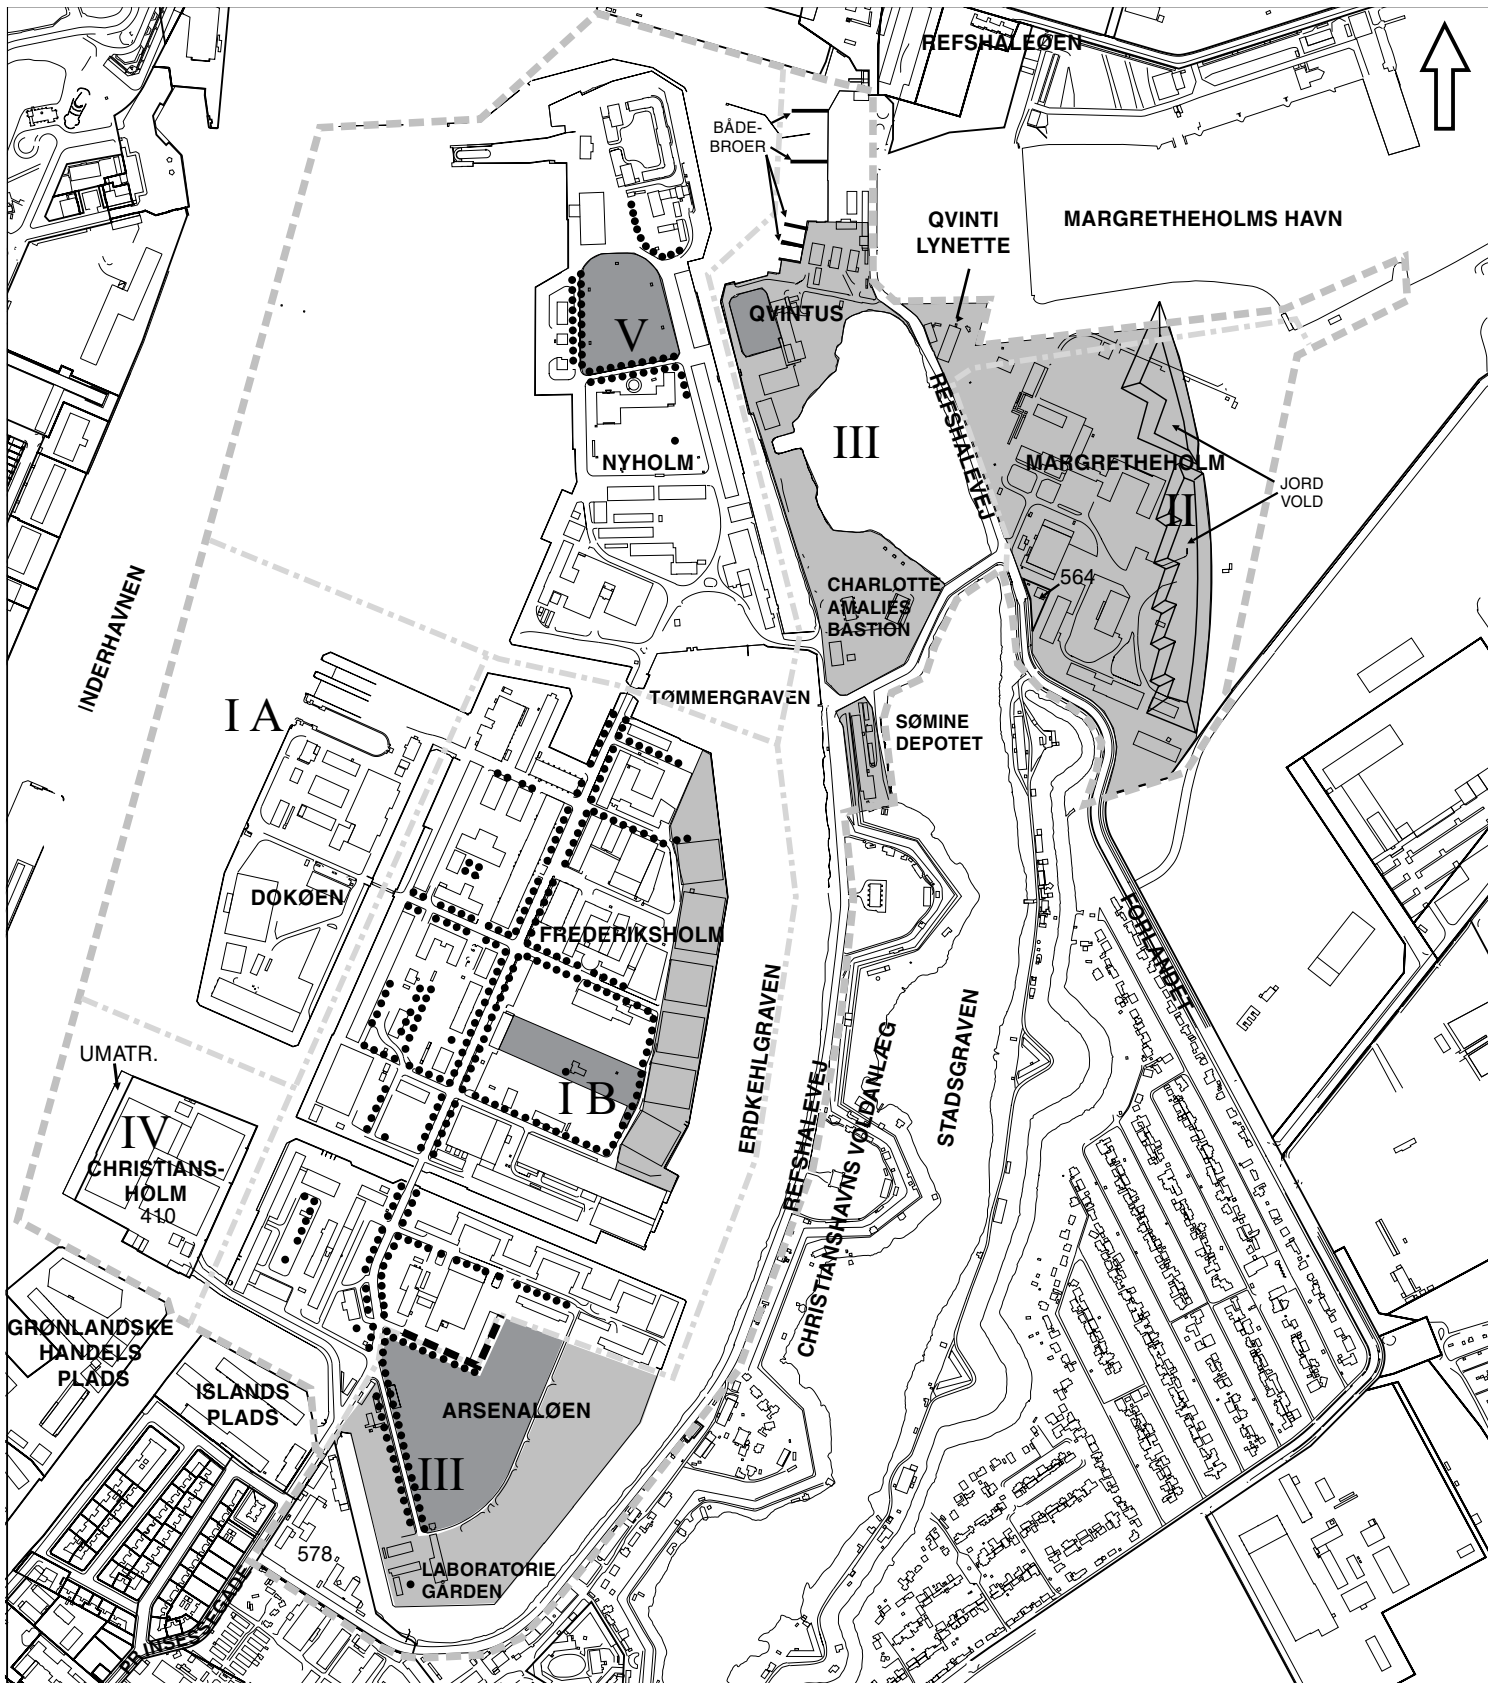 REFSHALEØEN
BÅDE-
BROER
QVINTI
LYNETTE
MARGRETHEHOLMS HAVN
QVINTUS
V
III
REFSHALEVEJ
NYHOLM
MARGRETHEHOLM
II
JORD
VOLD
564
CHARLOTTE
AMALIES
BASTION
INDERHAVNEN
TØMMERGRAVEN
I A
SØMINE
DEPOTET
DOKØEN
FREDERIKSHOLM
FORLANDET
ERDKEHLGRAVEN
STADSGRAVEN
REFSHALEVEJ
CHRISTIANSHAVNS VOLDANLÆG
UMATR.
I B
IV
CHRISTIANS-
HOLM
410
GRØNLANDSKE
HANDELS
PLADS
ISLANDS
PLADS
ARSENALØEN
III
578
LABORATORIE
GÅRDEN
PRINSESSEGADE